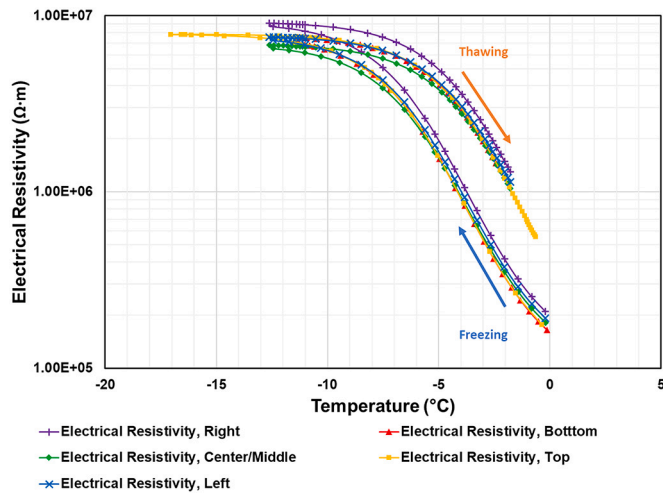 1.00E+07
Thawing
Electrical Resistivity (Ω·m)
1.00E+06
Freezing
1.00E+05
-20 -15 -10 -5 0 5
Temperature (°C)
Electrical Resistivity, Right
Electrical Resistivity, Botttom
Electrical Resistivity, Center/Middle
Electrical Resistivity, Top
Electrical Resistivity, Left